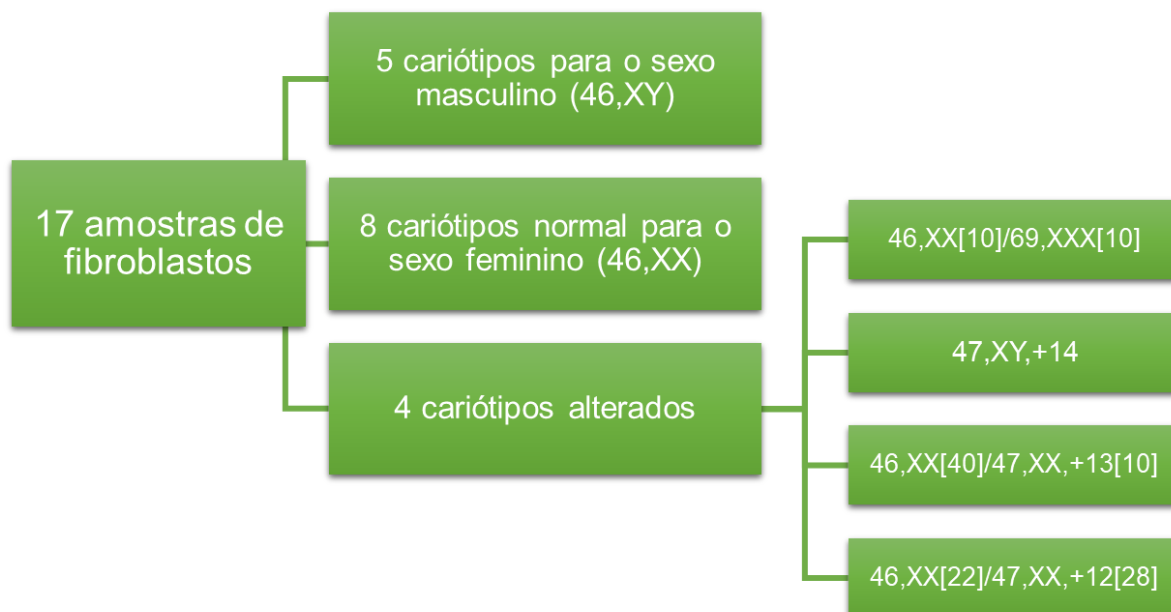 17 amostras de
fibroblastos
5 cariótipos para o sexo
masculino (46,XY)
8 cariótipos normal para o
sexo feminino (46,XX)
4 cariótipos alterados
46,XX[10]/69,XXX[10]
47,XY,+14
46,XX[40]/47,XX,+13[10]
46,XX[22]/47,XX,+12[28]